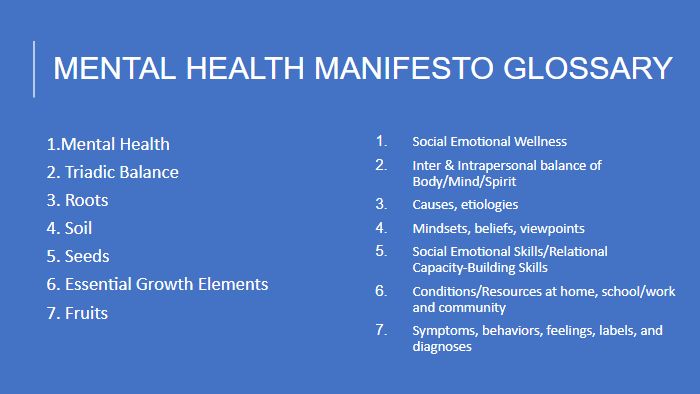 MENTAL HEALTH MANIFESTO GLOSSARY
1.Mental Health
2. Triadic Balance
3. Roots
4. Soil
5. Seeds
6. Essential Growth Elements
7. Fruits
1. Social Emotional Wellness
2. Inter & Intrapersonal balance of
Body/Mind/Spirit
3. Causes, etiologies
4. Mindsets, beliefs, viewpoints
5. Social Emotional Skills/Relational
Capacity-Building Skills
6. Conditions/Resources at home, school/work
and community
7. Symptoms, behaviors, feelings, labels, and
diagnoses